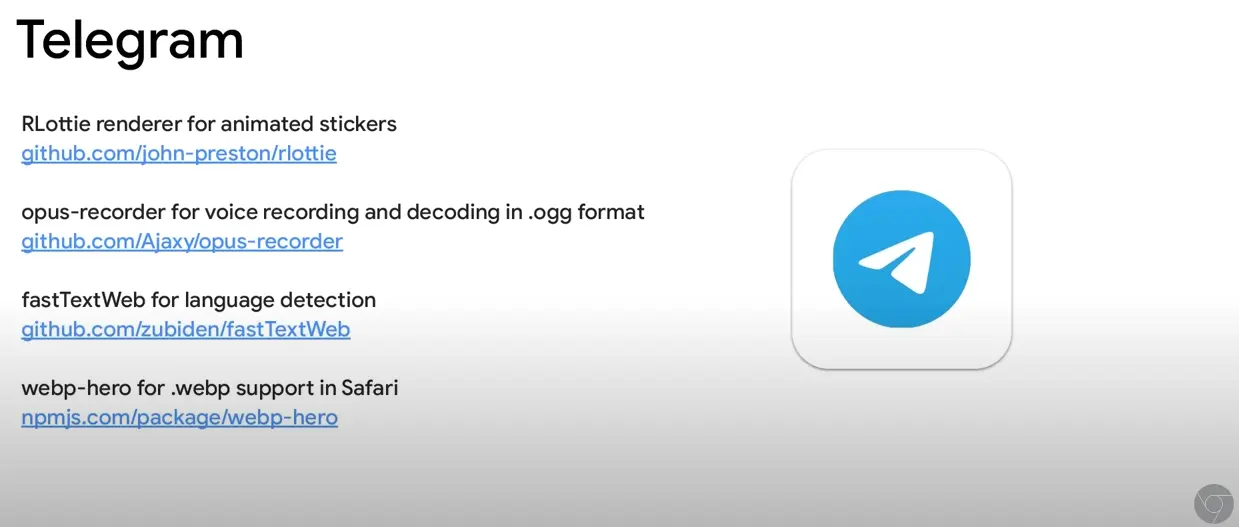 Telegram
RLottie renderer for animated stickers
github.com/john-preston/rlottie
opus-recorder for voice recording and decoding in .ogg format
github.com/Ajaxy/opus-recorder
fastTextWeb for language detection
github.com/zubiden/fastTextWeb
webp-hero for .webp support in Safari
npmjs.com/package/webp-hero